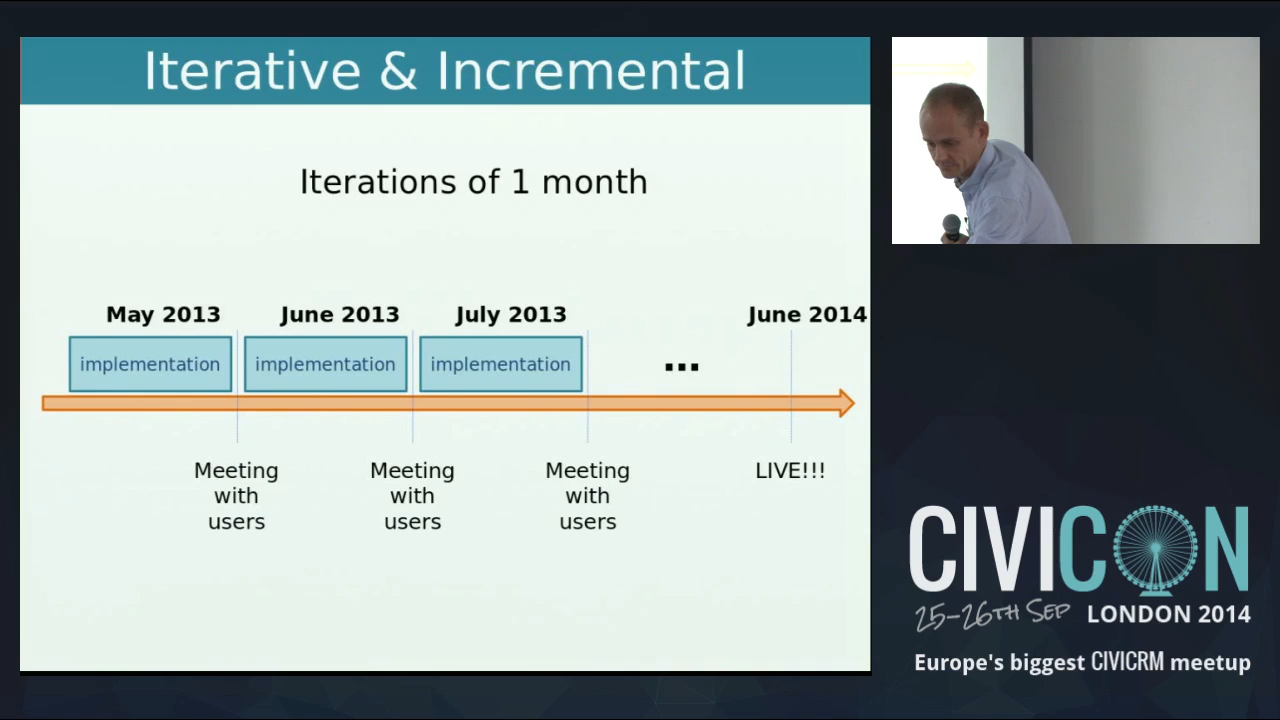 Iterative & Incremental
Iterations of 1 month
May 2013
June 2013
July 2013
June 2014
implementation
implementation
implementation
...
Meeting
with
users
Meeting
with
users
Meeting
with
users
LIVE!!!
CIVICON
25-26TH SEP LONDON 2014
Europe's biggest CIVICRM meetup